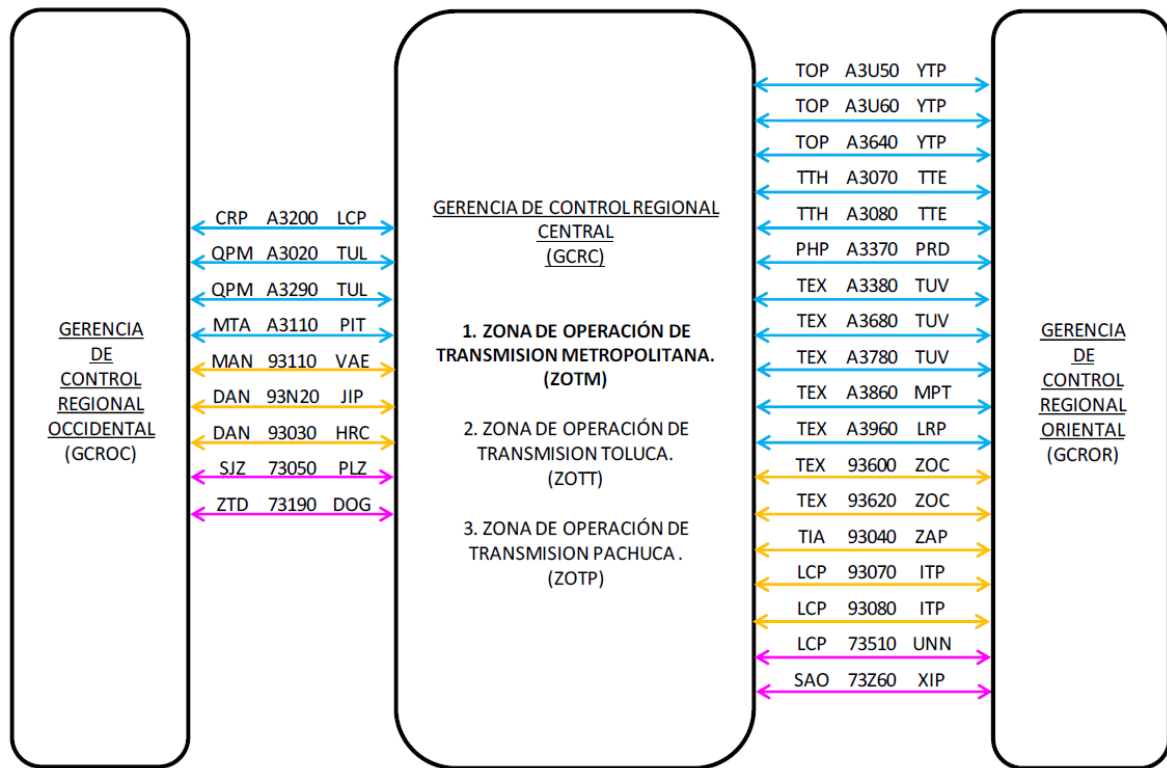 GERENCIA
DE
CONTROL
REGIONAL
OCCIDENTAL
(GCROC)
CRP A3200 LCP
QPM A3020 TUL
QPM A3290 TUL
MTA A3110 PIT
MAN 93110 VAE
DAN 93N20 JIP
DAN 93030 HRC
SJZ 73050 PLZ
ZTD 73190 DOG
GERENCIA DE CONTROL REGIONAL
CENTRAL
(GCRC)
1. ZONA DE OPERACIÓN DE
TRANSMISION METROPOLITANA.
(ZOTM)
2. ZONA DE OPERACIÓN DE
TRANSMISION TOLUCA.
(ZOTT)
3. ZONA DE OPERACIÓN DE
TRANSMISION PACHUCA .
(ZOTP)
TOP A3U50 YTP
TOP A3U60 YTP
TOP A3640 YTP
TTH A3070 TTE
TTH A3080 TTE
PHP A3370 PRD
TEX A3380 TUV
TEX A3680 TUV
TEX A3780 TUV
TEX A3860 MPT
TEX A3960 LRP
TEX 93600 ZOC
TEX 93620 ZOC
TIA 93040 ZAP
LCP 93070 ITP
LCP 93080 ITP
LCP 73510 UNN
SAO 73Z60 XIP
GERENCIA
DE
CONTROL
REGIONAL
ORIENTAL
(GCROR)